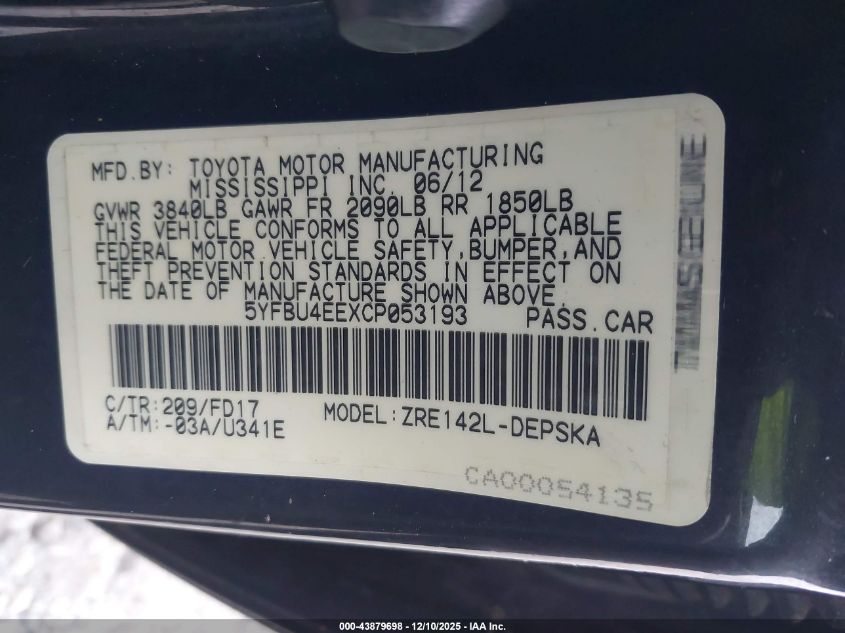 MFD.BY: TOYOTA MOTOR MANUFACTURING
MISSISSIPPI INC. 06/12
GVWR 3840LB GAWR FR 2090LB RR 1850LB
THIS VEHICLE CONFORMS TO ALL APPLICABLE
FEDERAL MOTOR VEHICLE SAFETY,BUMPER,AND
THEFT PREVENTION STANDARDS IN EFFECT ON
THE DATE OF MANUFACTURE SHOWN ABOVE.
5YFBU4EEXCP053193 PASS.CAR
C/TR:209/FD17 MODEL:ZRE142L-DEPSKA
A/TM:-03A/U341E
CA00054135
000-43879698 - 12/10/2025 - IAA Inc.